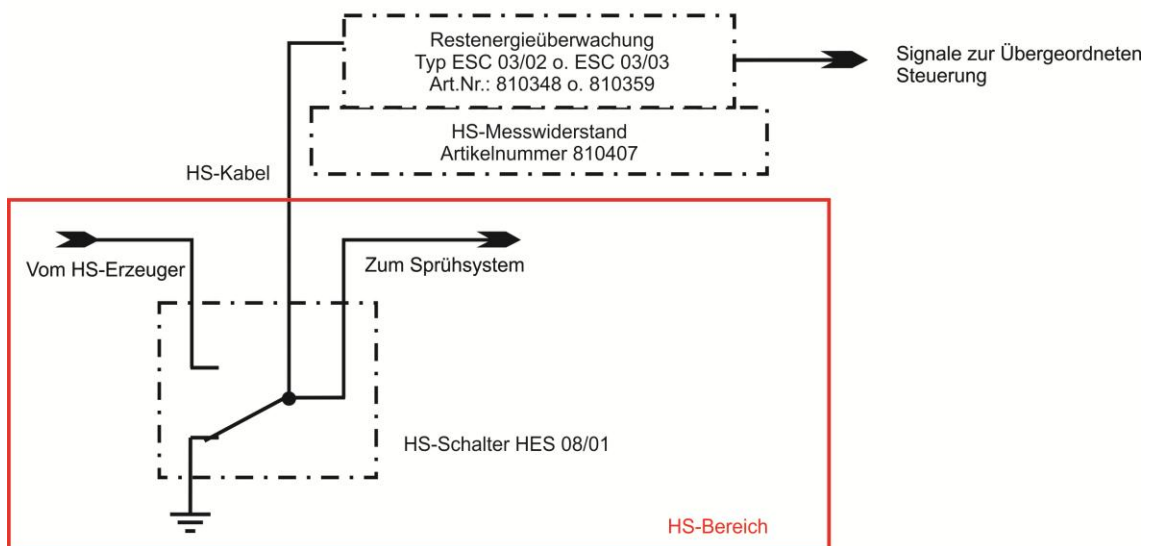 Restenergieüberwachung
Typ ESC 03/02 o. ESC 03/03
Art.Nr.: 810348 o. 810359
Signale zur Übergeordneten
Steuerung
HS-Messwiderstand
Artikelnummer 810407
HS-Kabel
Vom HS-Erzeuger
Zum Sprühsystem
HS-Schalter HES 08/01
HS-Bereich